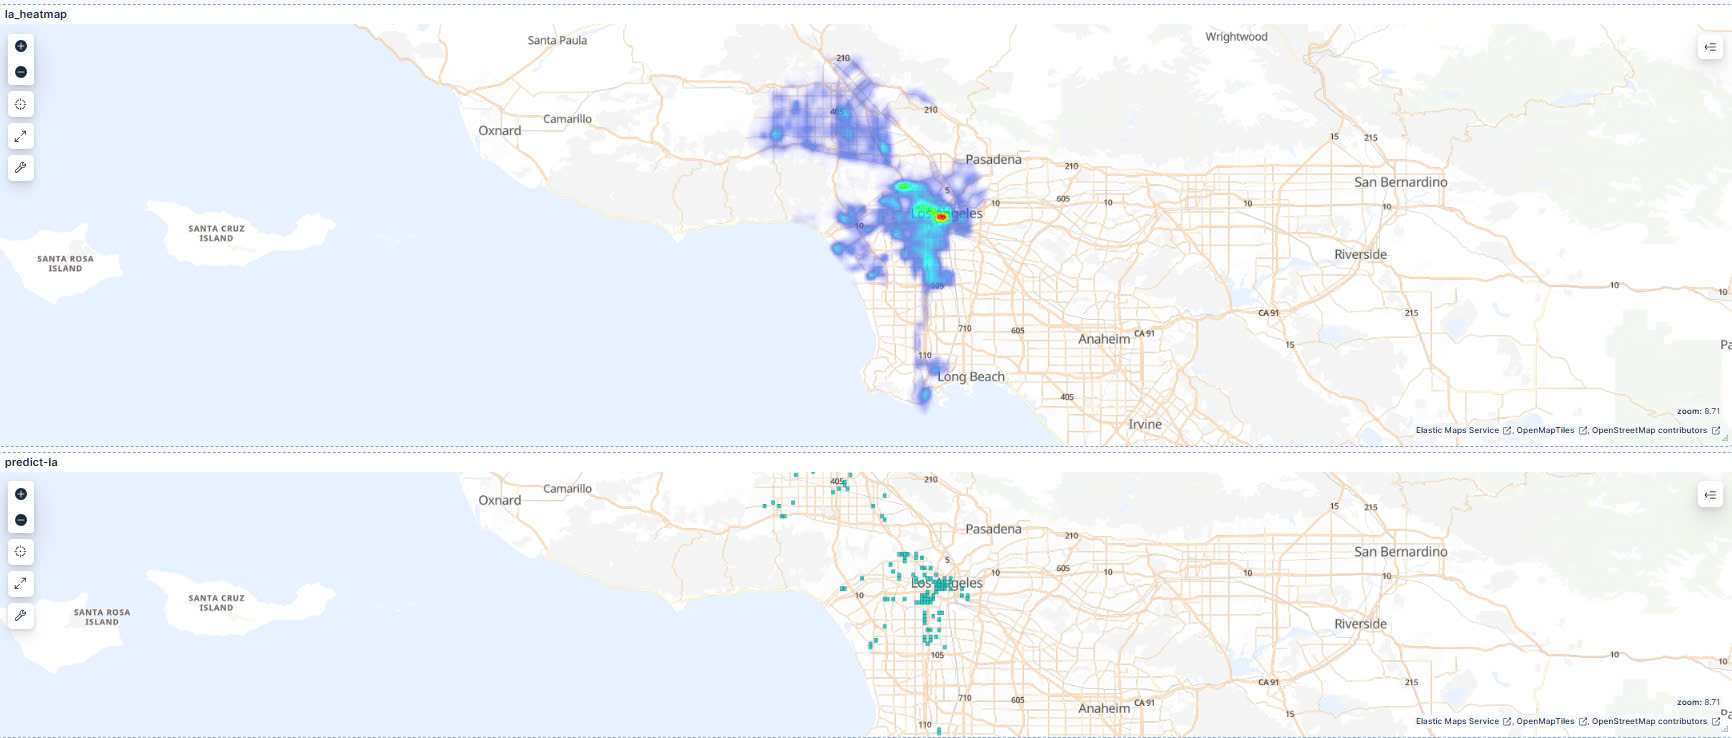 la_heatmap
Santa Paula
Wrightwood
210
Camarillo
Oxnard
405
210
15
215
Pasadena
210
San Bernardino
5
605
10
10
10
10
Los Angeles
10
SANTA CRUZ
ISLAND
SANTA ROSA
ISLAND
Riverside
105
10
10
CA 91
215
710
605
Anaheim
CA 91
15
110
Long Beach
405
Irvine
zoom: 8.71
Elastic Maps Service , OpenMapTiles , OpenStreetMap contributors
predict-la
Oxnard
Camarillo
405
210
15
215
Pasadena
210
San Bernardino
5
605
10
10
10
10
Los Angeles
10
SANTA CRUZ
ISLAND
SANTA ROSA
ISLAND
Riverside
105
10
10
CA 91
215
710
605
Anaheim
CA 91
15
110
zoom: 8.71
Elastic Maps Service , OpenMapTiles , OpenStreetMap contributors